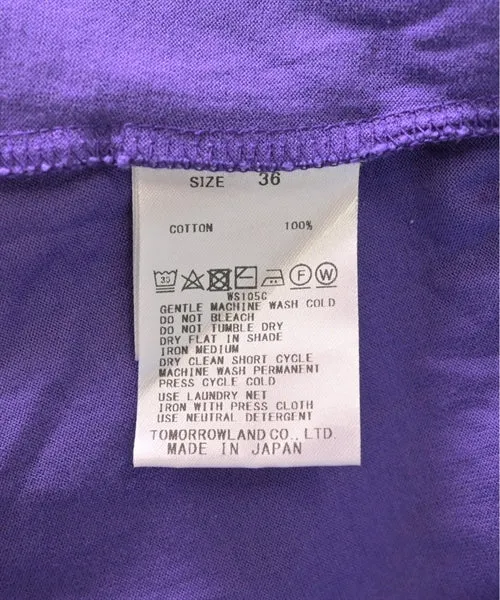 SIZE 36
COTTON 100%
30 F W
WS105C
GENTLE MACHINE WASH COLD
DO NOT BLEACH
DO NOT TUMBLE DRY
DRY FLAT IN SHADE
IRON MEDIUM
DRY CLEAN SHORT CYCLE
MACHINE WASH PERMANENT
PRESS CYCLE COLD
USE LAUNDRY NET
IRON WITH PRESS CLOTH
USE NEUTRAL DETERGENT
TOMORROWLAND CO., LTD.
MADE IN JAPAN